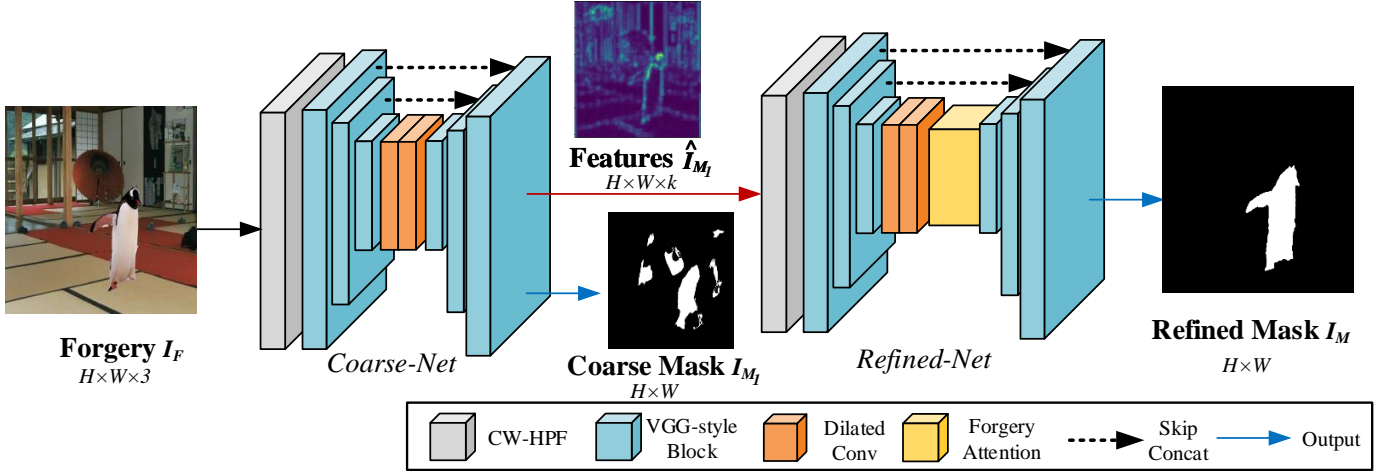 Features Î_{M_I}
H×W×k
Forgery I_F
H×W×3
Coarse-Net
Coarse Mask I_{M_I}
H×W
Refined-Net
Refined Mask I_M
H×W
CW-HPF
VGG-style
Block
Dilated
Conv
Forgery
Attention
Skip
Concat
Output